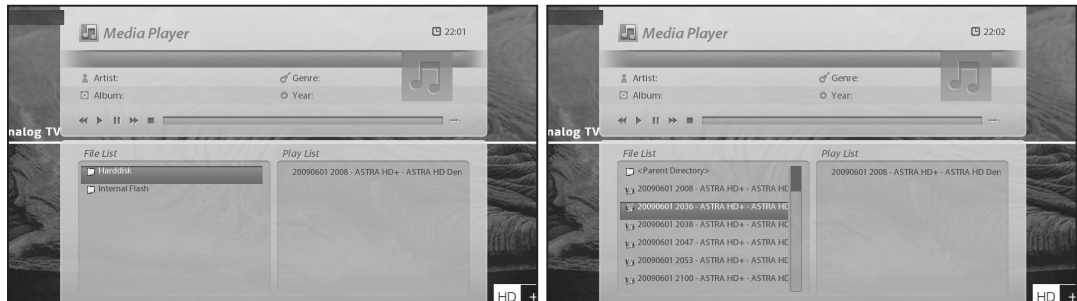 Media Player
22:01
Artist:
Genre:
Album:
Year:
nalog TV
File List
Play List
Harddisk
20090601 2008 - ASTRA HD+ - ASTRA HD Den
Internal Flash
HD +
Media Player
22:02
Artist:
Genre:
Album:
Year:
nalog TV
File List
Play List
<Parent Directory>
20090601 2008 - ASTRA HD+ - ASTRA HD Den
20090601 2008 - ASTRA HD+ - ASTRA HD
20090601 2036 - ASTRA HD+ - ASTRA HD
20090601 2038 - ASTRA HD+ - ASTRA HD
20090601 2047 - ASTRA HD+ - ASTRA HD
20090601 2053 - ASTRA HD+ - ASTRA HD
20090601 2100 - ASTRA HD+ - ASTRA HD
HD +